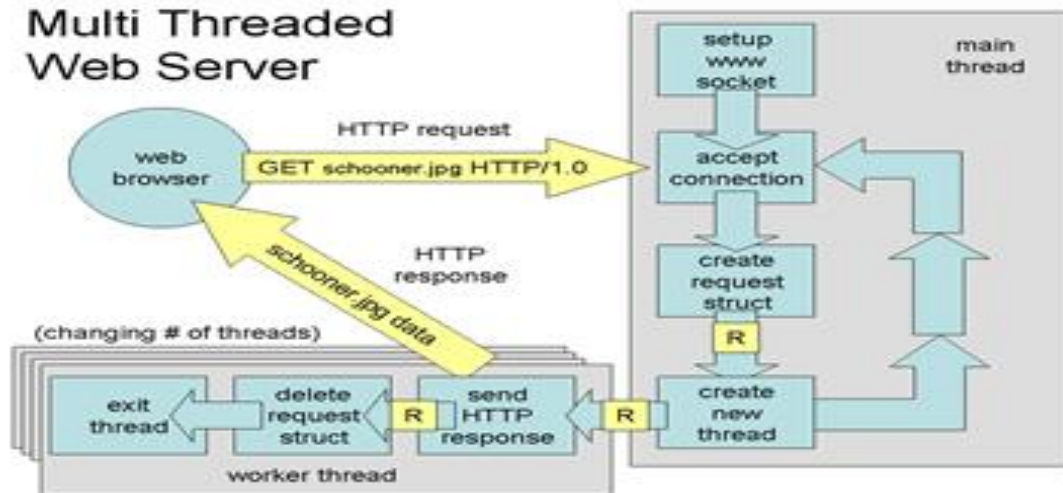 Multi Threaded
Web Server
setup
www
socket
main
thread
HTTP request
web
browser
GET schooner.jpg HTTP/1.0
accept
connection
HTTP
response
schooner.jpg data
create
request
struct
R
(changing # of threads)
exit
thread
delete
request
struct
R
send
HTTP
response
R
create
new
thread
worker thread